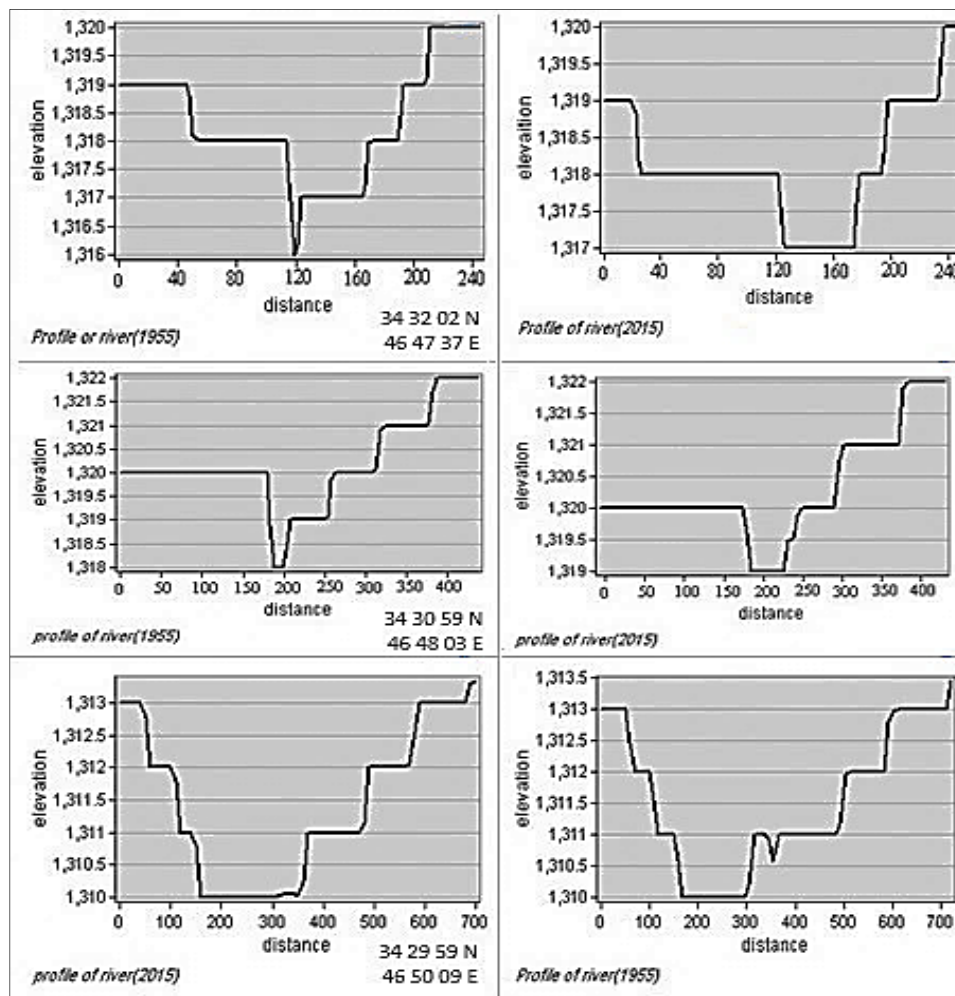 1,320
1,319.5
1,319
1,318.5
1,318
1,317.5
1,317
1,316.5
1,316
elevation
0 40 80 120 160 200 240
distance
Profile or river(1955)
34 32 02 N
46 47 37 E
1,320
1,319.5
1,319
1,318.5
1,318
1,317.5
1,317
elevaition
0 40 80 120 160 200 240
distance
Profile of river(2015)
1,322
1,321.5
1,321
1,320.5
1,320
1,319.5
1,319
1,318.5
1,318
elevation
0 50 100 150 200 250 300 350 400
distance
profile of river(1955)
34 30 59 N
46 48 03 E
1,322
1,321.5
1,321
1,320.5
1,320
1,319.5
1,319
elevation
0 50 100 150 200 250 300 350 400
distance
profile of river(2015)
1,313
1,312.5
1,312
1,311.5
1,311
1,310.5
1,310
elevation
0 100 200 300 400 500 600 700
distance
profile of river(2015)
34 29 59 N
46 50 09 E
1,313.5
1,313
1,312.5
1,312
1,311.5
1,311
1,310.5
1,310
elevation
0 100 200 300 400 500 600 700
distance
Profile of river(1955)